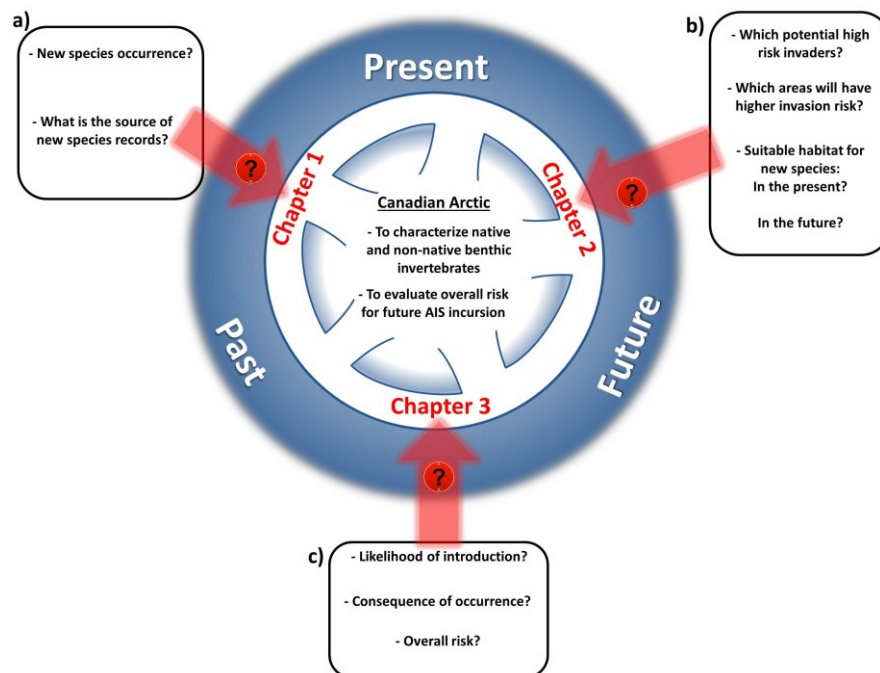 a)
- New species occurrence?
- What is the source of
new species records?
b)
- Which potential high
risk invaders?
- Which areas will have
higher invasion risk?
- Suitable habitat for
new species:
In the present?
In the future?
Present
Past
Future
?
?
?
Chapter 1
Chapter 2
Chapter 3
Canadian Arctic
- To characterize native
and non-native benthic
invertebrates
- To evaluate overall risk
for future AIS incursion
c)
- Likelihood of introduction?
- Consequence of occurrence?
- Overall risk?